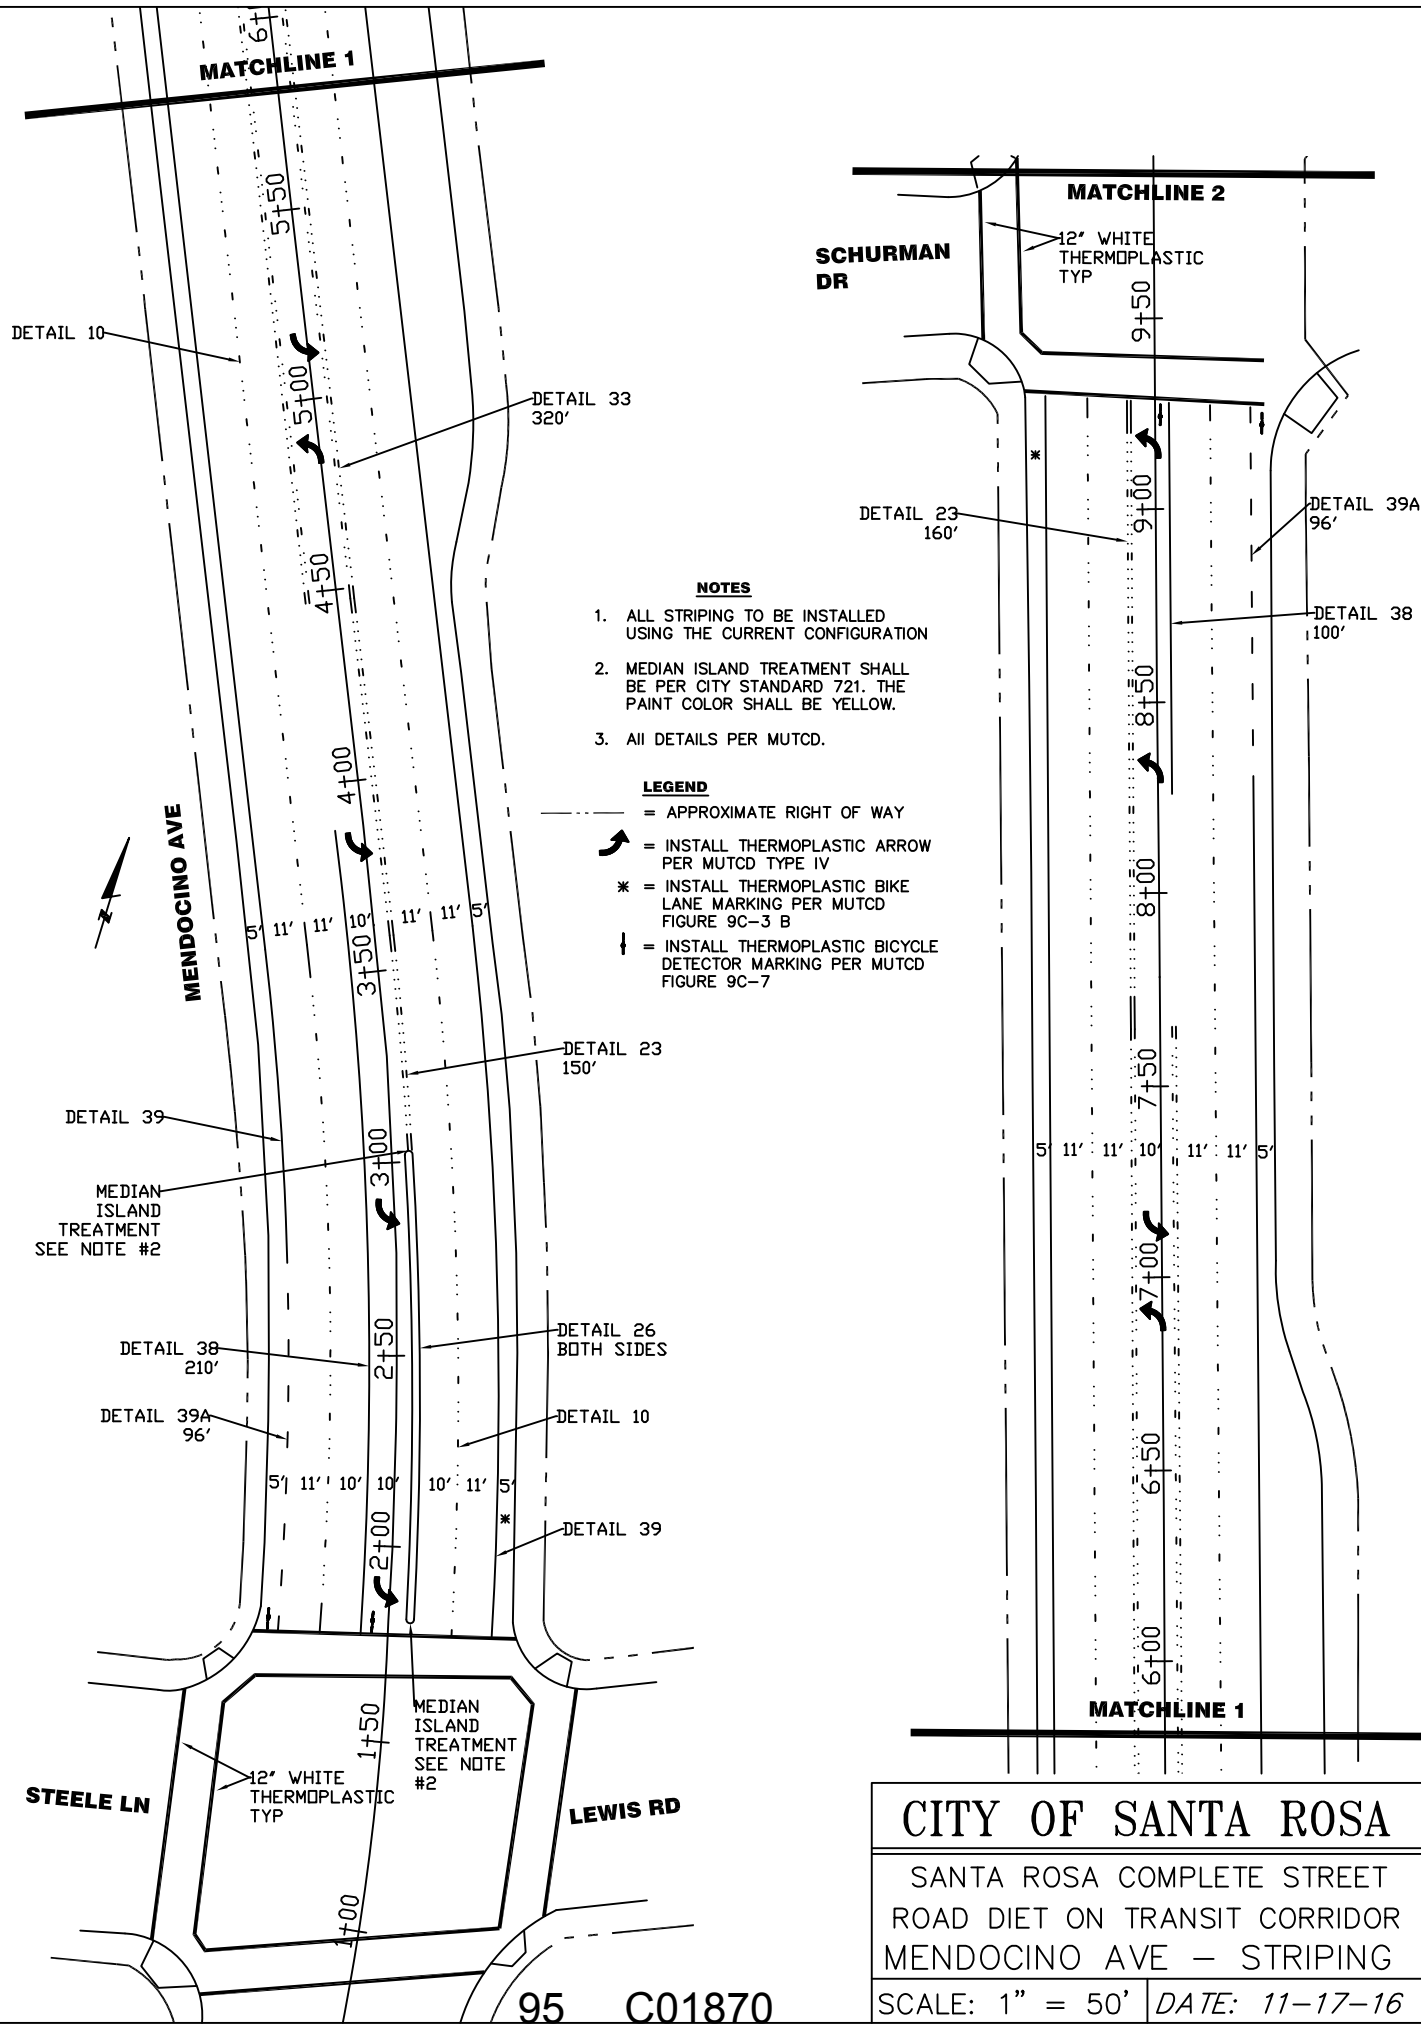 6+
MATCHLINE 1
5+50
DETAIL 10
5+00
DETAIL 33
320'
4+50
4+00
MENDOCINO AVE
N
5' 11' 11' 10' 11' 11' 5'
3+50
DETAIL 23
150'
DETAIL 39
3+00
MEDIAN
ISLAND
TREATMENT
SEE NOTE #2
DETAIL 38
210'
2+50
DETAIL 26
BOTH SIDES
DETAIL 39A
96'
DETAIL 10
5' 11' 10' 10' 10' 11' 5'
*
2+00
DETAIL 39
MEDIAN
ISLAND
TREATMENT
SEE NOTE
#2
1+50
12" WHITE
THERMOPLASTIC
TYP
STEELE LN
LEWIS RD
1+00
NOTES
1. ALL STRIPING TO BE INSTALLED
USING THE CURRENT CONFIGURATION
2. MEDIAN ISLAND TREATMENT SHALL
BE PER CITY STANDARD 721. THE
PAINT COLOR SHALL BE YELLOW.
3. All DETAILS PER MUTCD.
LEGEND
= APPROXIMATE RIGHT OF WAY
= INSTALL THERMOPLASTIC ARROW
PER MUTCD TYPE IV
* = INSTALL THERMOPLASTIC BIKE
LANE MARKING PER MUTCD
FIGURE 9C-3 B
= INSTALL THERMOPLASTIC BICYCLE
DETECTOR MARKING PER MUTCD
FIGURE 9C-7
MATCHLINE 2
SCHURMAN
DR
12" WHITE
THERMOPLASTIC
TYP
9+50
*
DETAIL 23
160'
9+00
DETAIL 39A
96'
DETAIL 38
100'
8+50
8+00
7+50
5' 11' 11' 10' 11' 11' 5'
7+00
6+50
6+00
MATCHLINE 1
CITY OF SANTA ROSA
SANTA ROSA COMPLETE STREET
ROAD DIET ON TRANSIT CORRIDOR
MENDOCINO AVE – STRIPING
SCALE: 1" = 50' DATE: 11-17-16
95 C01870